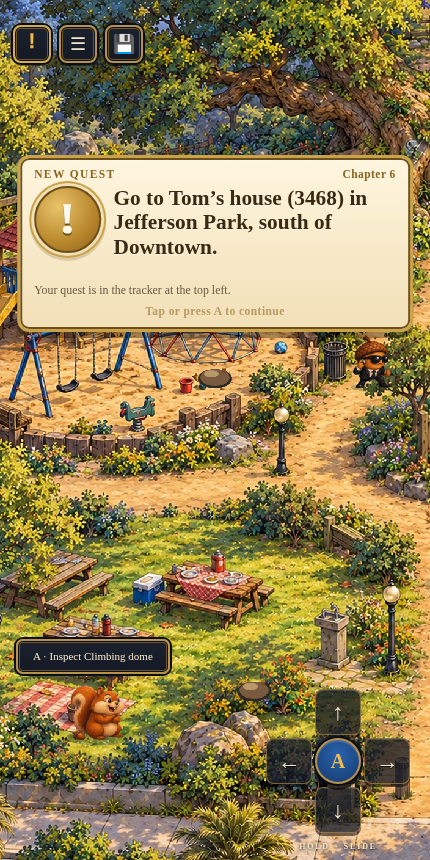 !
☰
NEW QUEST
Chapter 6
!
Go to Tom’s house (3468) in
Jefferson Park, south of
Downtown.
Your quest is in the tracker at the top left.
Tap or press A to continue
A · Inspect Climbing dome
↑
← A →
↓
HOLD · SLIDE